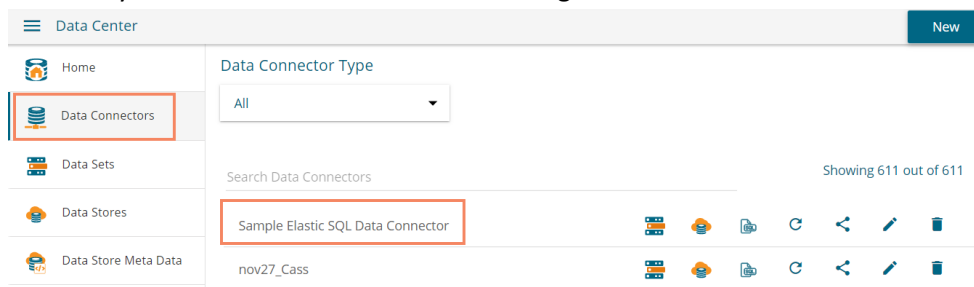 Data Center
New
Home
Data Connectors
Data Sets
Data Stores
Data Store Meta Data
Data Connector Type
All
Search Data Connectors
Showing 611 out of 611
Sample Elastic SQL Data Connector
nov27_Cass